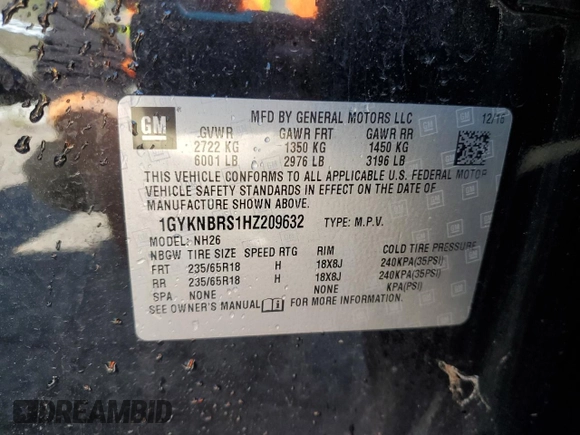 GM
MFD BY GENERAL MOTORS LLC 12/16
GVWR GAWR FRT GAWR RR
2722 KG 1350 KG 1450 KG
6001 LB 2976 LB 3196 LB
THIS VEHICLE CONFORMS TO ALL APPLICABLE U.S. FEDERAL MOTOR
VEHICLE SAFETY STANDARDS IN EFFECT ON THE DATE OF
MANUFACTURE SHOWN ABOVE.
1GYKNBRS1HZ209632 TYPE: M.P.V.
MODEL: NH26
NBGW TIRE SIZE SPEED RTG RIM COLD TIRE PRESSURE
FRT 235/65R18 H 18X8J 240KPA(35PSI)
RR 235/65R18 H 18X8J 240KPA(35PSI)
SPA NONE NONE KPA(PSI)
SEE OWNER'S MANUAL FOR MORE INFORMATION
DREAMBID